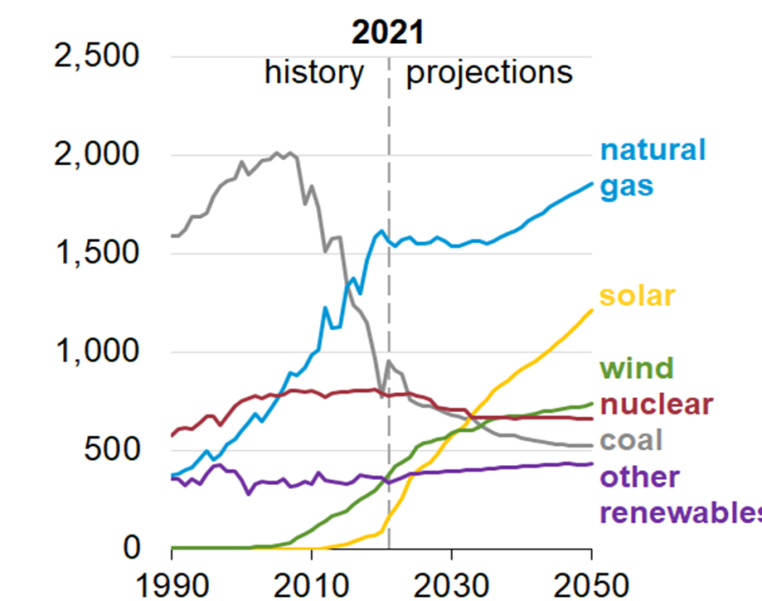 2021
2,500
history projections
2,000
natural
gas
1,500
solar
1,000
wind
nuclear
500
coal
other
renewables
0
1990 2010 2030 2050